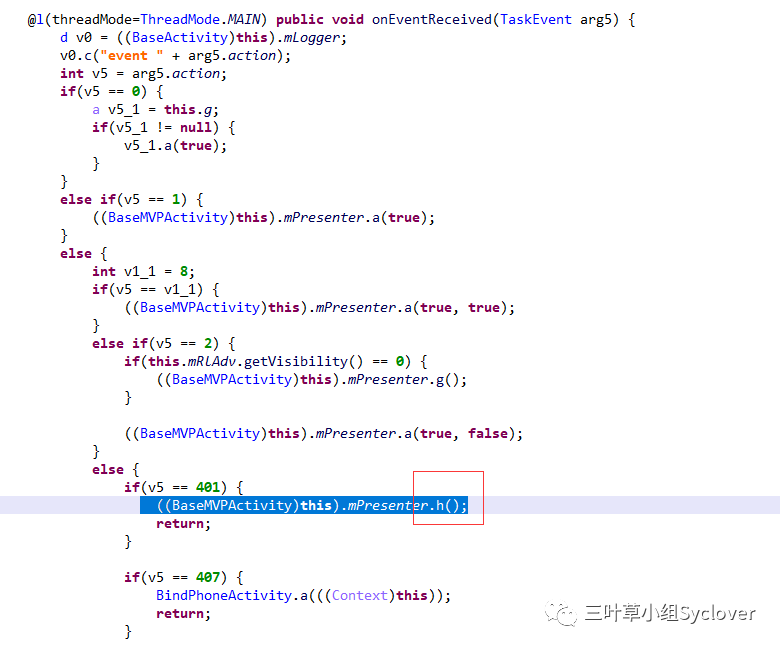 @l(threadMode=ThreadMode.MAIN) public void onEventReceived(TaskEvent arg5) {
    d v0 = ((BaseActivity)this).mLogger;
    v0.c("event " + arg5.action);
    int v5 = arg5.action;
    if(v5 == 0) {
        a v5_1 = this.g;
        if(v5_1 != null) {
            v5_1.a(true);
        }
    }
    else if(v5 == 1) {
        ((BaseMVPActivity)this).mPresenter.a(true);
    }
    else {
        int v1_1 = 8;
        if(v5 == v1_1) {
            ((BaseMVPActivity)this).mPresenter.a(true, true);
        }
        else if(v5 == 2) {
            if(this.mRlAdv.getVisibility() == 0) {
                ((BaseMVPActivity)this).mPresenter.g();
            }
            ((BaseMVPActivity)this).mPresenter.a(true, false);
        }
        else {
            if(v5 == 401) {
                ((BaseMVPActivity)this).mPresenter.h();
                return;
            }
            if(v5 == 407) {
                BindPhoneActivity.a(((Context)this));
                return;
            }
三叶草小组Syclover